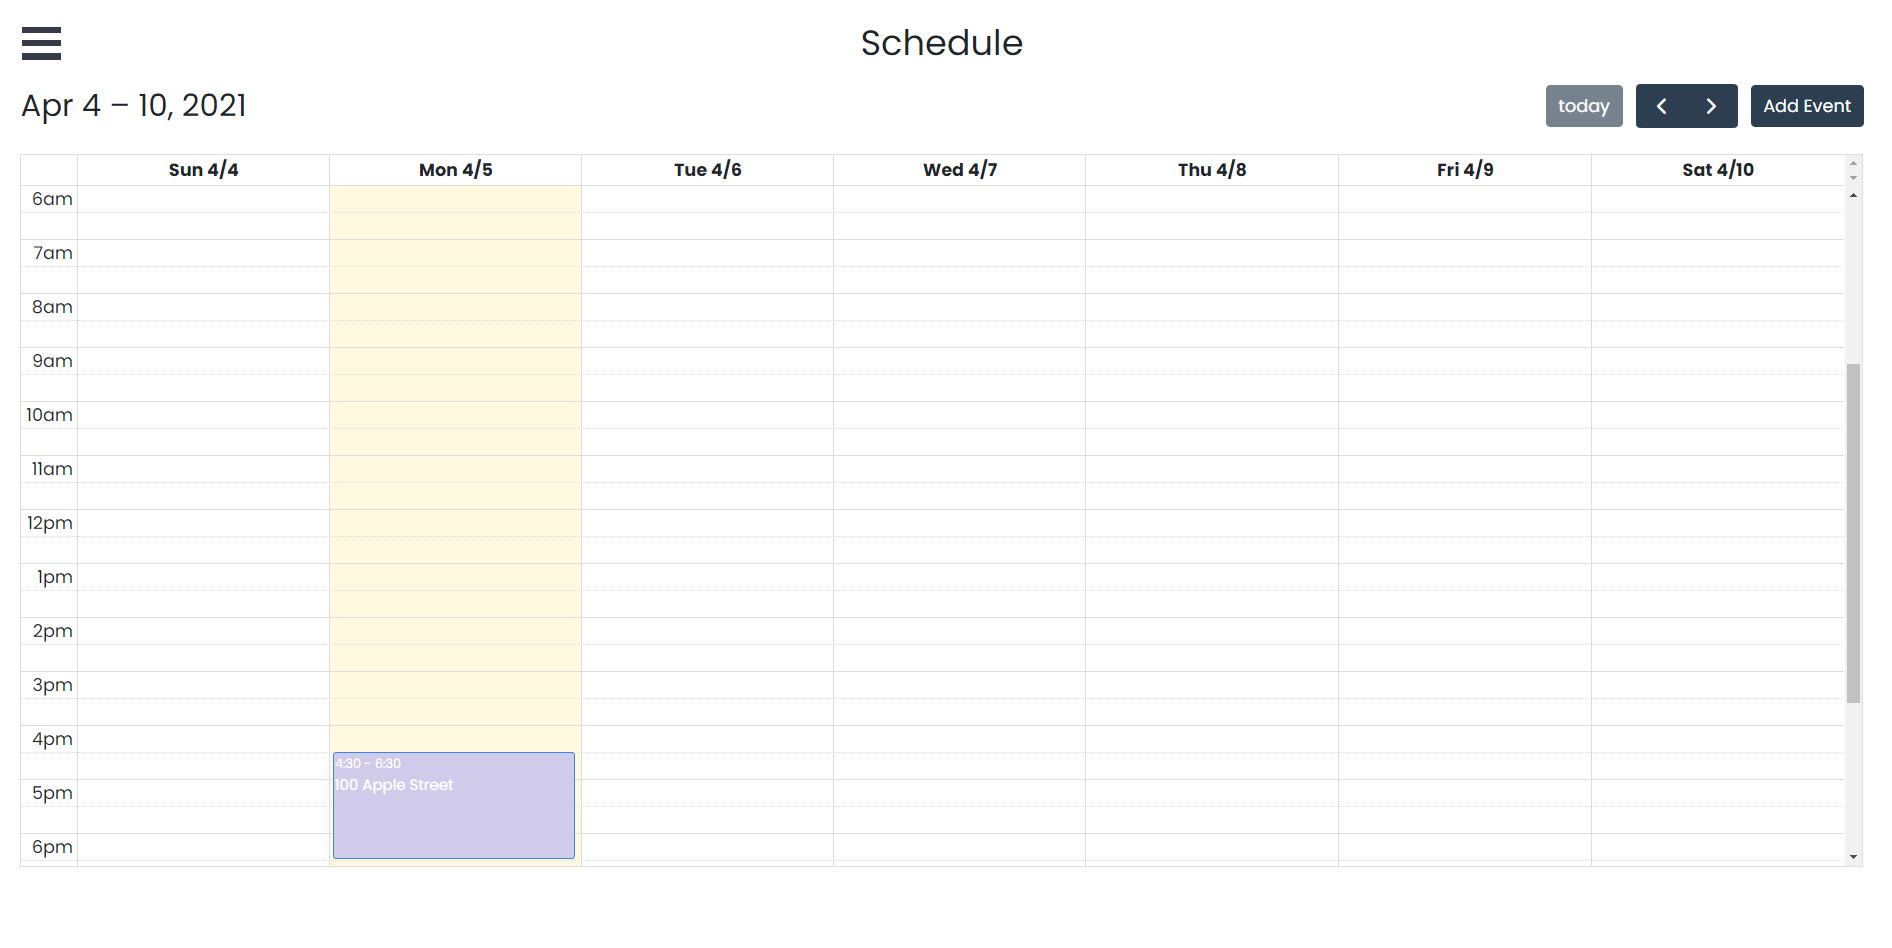 Schedule
Apr 4 – 10, 2021
today
Add Event
Sun 4/4
Mon 4/5
Tue 4/6
Wed 4/7
Thu 4/8
Fri 4/9
Sat 4/10
6am
7am
8am
9am
10am
11am
12pm
1pm
2pm
3pm
4pm
4:30 - 6:30
100 Apple Street
5pm
6pm